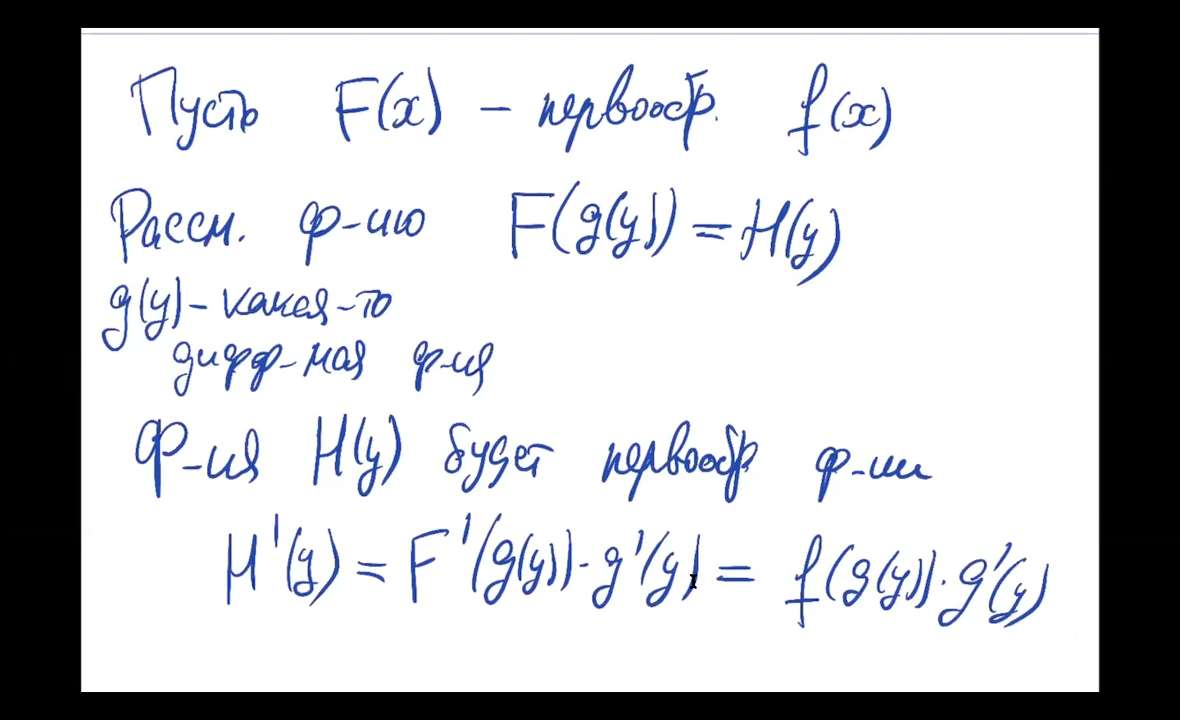 Пусть F(x) – первообр. f(x)
Рассм. ф-ию F(g(y)) = H(y)
g(y) – какая-то
дифф-мая ф-ия
Ф-ия H(y) будет первообр ф-ии
H'(y) = F'(g(y)) · g'(y) = f(g(y)) · g'(y)